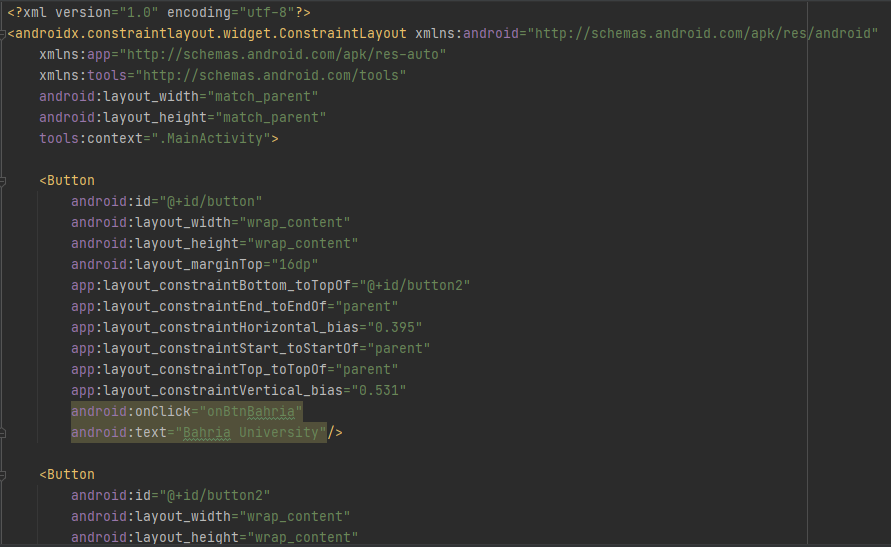 <?xml version="1.0" encoding="utf-8"?>
<androidx.constraintlayout.widget.ConstraintLayout xmlns:android="http://schemas.android.com/apk/res/android"
    xmlns:app="http://schemas.android.com/apk/res-auto"
    xmlns:tools="http://schemas.android.com/tools"
    android:layout_width="match_parent"
    android:layout_height="match_parent"
    tools:context=".MainActivity">

    <Button
        android:id="@+id/button"
        android:layout_width="wrap_content"
        android:layout_height="wrap_content"
        android:layout_marginTop="16dp"
        app:layout_constraintBottom_toTopOf="@+id/button2"
        app:layout_constraintEnd_toEndOf="parent"
        app:layout_constraintHorizontal_bias="0.395"
        app:layout_constraintStart_toStartOf="parent"
        app:layout_constraintTop_toTopOf="parent"
        app:layout_constraintVertical_bias="0.531"
        android:onClick="onBtnBahria"
        android:text="Bahria University"/>

    <Button
        android:id="@+id/button2"
        android:layout_width="wrap_content"
        android:layout_height="wrap_content"